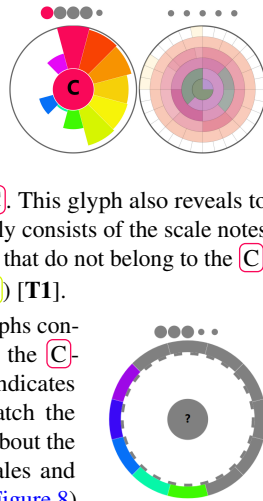 C
. This glyph also reveals to
ly consists of the scale notes
that do not belong to the C
) [T1].
phs con-
the C-
ndicates
atch the
bout the
ales and
Figure 8)
?